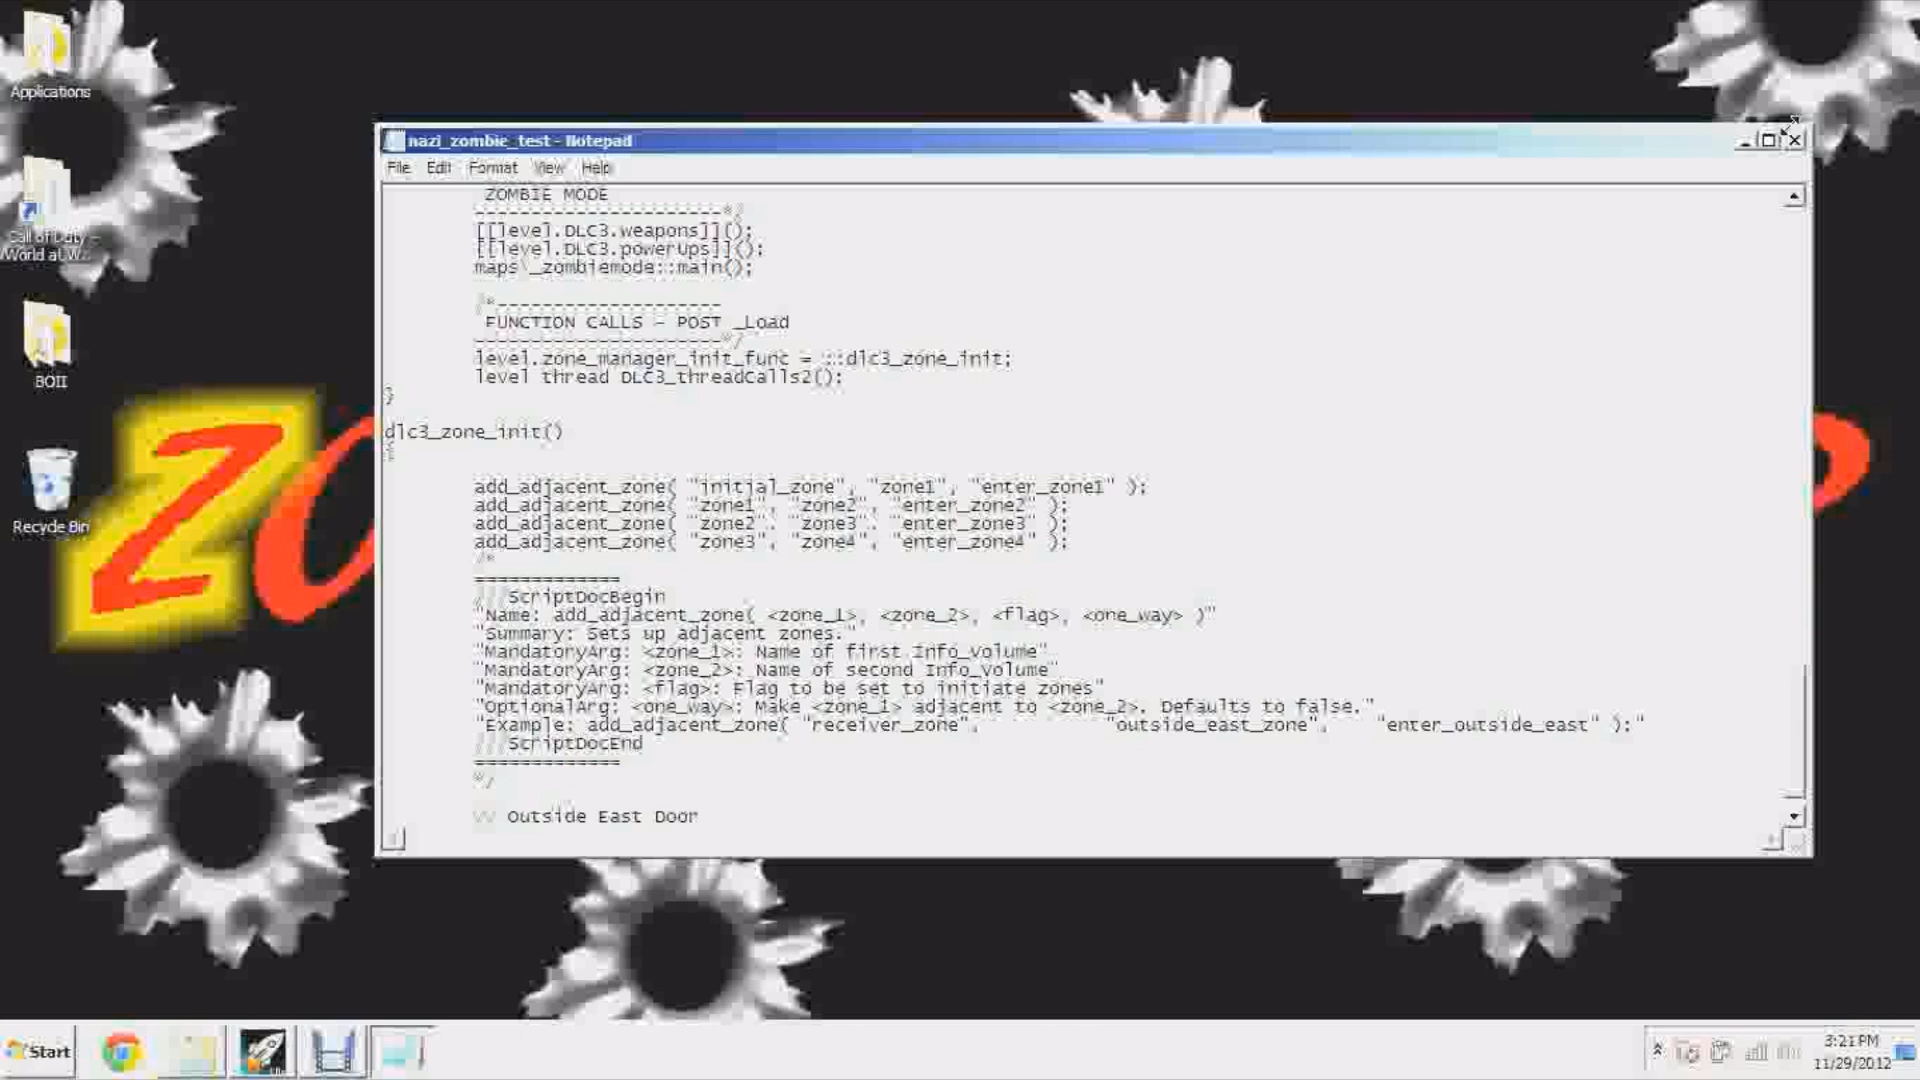 Applications
Call of Duty -
World at W...
BOII
Recycle Bin
nazi_zombie_test - Notepad
File Edit Format View Help
ZOMBIE MODE
----------------------*/
[[level.DLC3.weapons]]();
[[level.DLC3.powerUps]]();
maps\_zombiemode::main();
/*--------------------
FUNCTION CALLS - POST _Load
----------------------*/
level.zone_manager_init_func = ::dlc3_zone_init;
level thread DLC3_threadCalls2();
}
dlc3_zone_init()
{
add_adjacent_zone( "initial_zone", "zone1", "enter_zone1" );
add_adjacent_zone( "zone1", "zone2", "enter_zone2" );
add_adjacent_zone( "zone2", "zone3", "enter_zone3" );
add_adjacent_zone( "zone3", "zone4", "enter_zone4" );
/*
=============
///ScriptDocBegin
"Name: add_adjacent_zone( <zone_1>, <zone_2>, <flag>, <one_way> )"
"Summary: Sets up adjacent zones."
"MandatoryArg: <zone_1>: Name of first Info_Volume"
"MandatoryArg: <zone_2>: Name of second Info_Volume"
"MandatoryArg: <flag>: Flag to be set to initiate zones"
"OptionalArg: <one_way>: Make <zone_1> adjacent to <zone_2>. Defaults to false."
"Example: add_adjacent_zone( "receiver_zone", "outside_east_zone", "enter_outside_east" );"
///ScriptDocEnd
=============
*/
// Outside East Door
Start
3:21 PM
11/29/2012